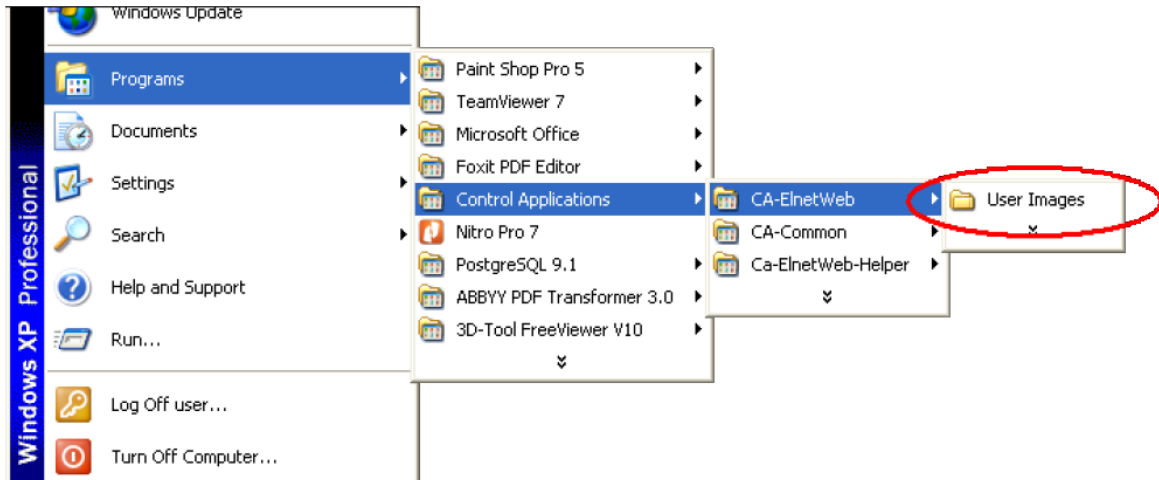 Windows Update
Programs
Documents
Settings
Search
Help and Support
Run...
Log Off user...
Turn Off Computer...
Windows XP Professional
Paint Shop Pro 5
TeamViewer 7
Microsoft Office
Foxit PDF Editor
Control Applications
Nitro Pro 7
PostgreSQL 9.1
ABBYY PDF Transformer 3.0
3D-Tool FreeViewer V10
CA-ElnetWeb
CA-Common
Ca-ElnetWeb-Helper
User Images